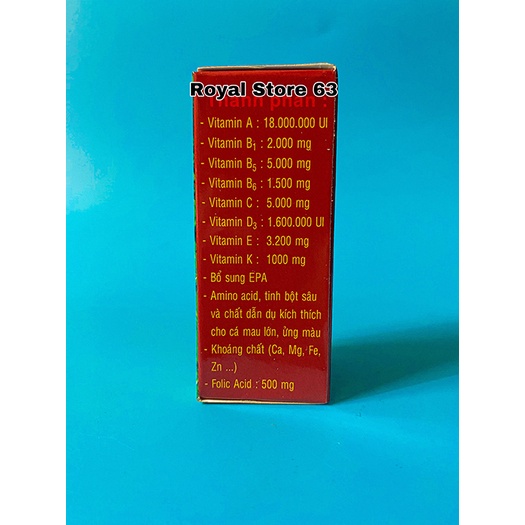 Royal Store 63
Thành phần :
- Vitamin A : 18.000.000 UI
- Vitamin B1 : 2.000 mg
- Vitamin B5 : 5.000 mg
- Vitamin B6 : 1.500 mg
- Vitamin C : 5.000 mg
- Vitamin D3 : 1.600.000 UI
- Vitamin E : 3.200 mg
- Vitamin K : 1000 mg
- Bổ sung EPA
- Amino acid, tinh bột sâu
và chất dẫn dụ kích thích
cho cá mau lớn, ửng màu
- Khoáng chất (Ca, Mg, Fe,
Zn ...)
- Folic Acid : 500 mg